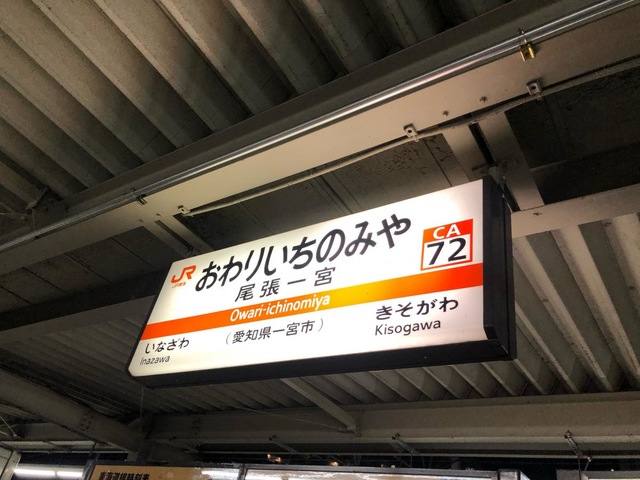 JR
おわりいちのみや
CA
72
尾張一宮
Owari-ichinomiya
いなざわ
Inazawa
(愛知県一宮市)
きそがわ
Kisogawa